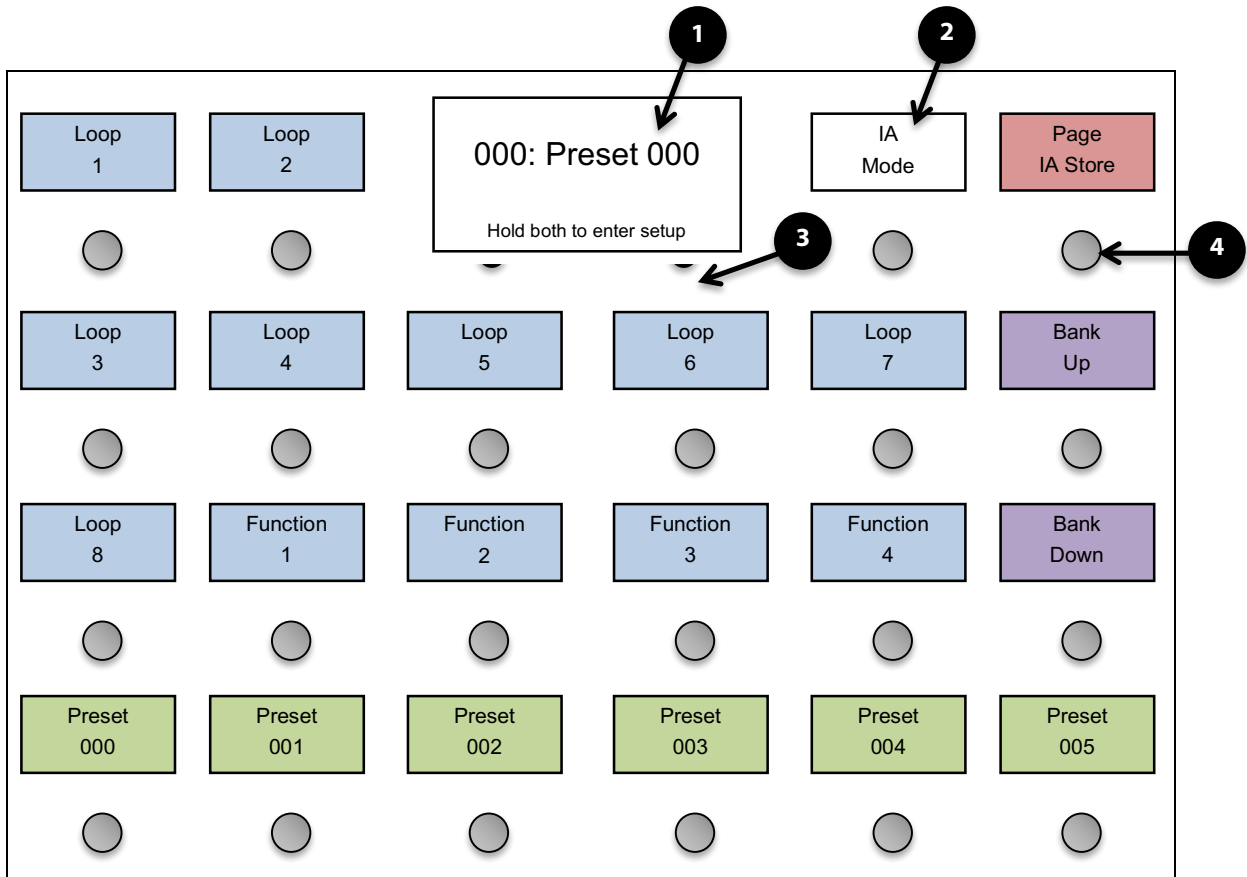 1
2
Loop
1
Loop
2
000: Preset 000
Hold both to enter setup
IA
Mode
Page
IA Store
3
4
Loop
3
Loop
4
Loop
5
Loop
6
Loop
7
Bank
Up
Loop
8
Function
1
Function
2
Function
3
Function
4
Bank
Down
Preset
000
Preset
001
Preset
002
Preset
003
Preset
004
Preset
005